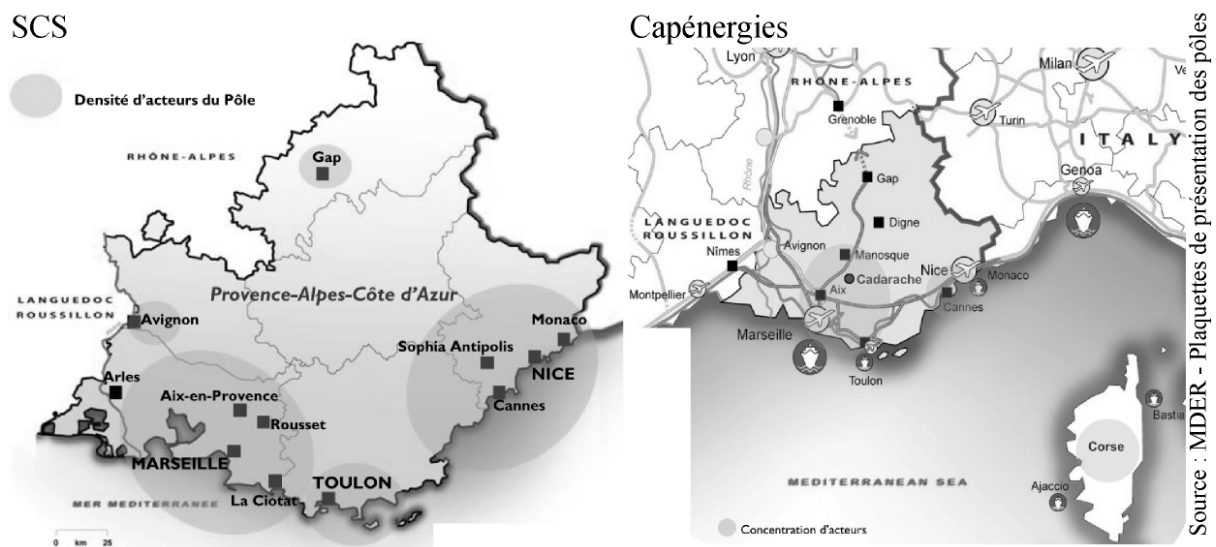 SCS
Densité d'acteurs du Pôle
RHÔNE-ALPES
Gap
Provence-Alpes-Côte d'Azur
LANGUEDOC
ROUSSILLON
Avignon
Monaco
Sophia Antipolis
NICE
Arles
Cannes
Aix-en-Provence
Rousset
MARSEILLE
TOULON
La Ciotat
MER MEDITERRANEE
0 km 25
Capénergies
Lyon
Milan
RHÔNE-ALPES
Grenoble
Turin
ITALY
Rhône
Gap
Genoa
LANGUEDOC
ROUSSILLON
Digne
Nîmes
Avignon
Manosque
Nice
Monaco
Cadarache
Montpellier
Aix
Cannes
Marseille
Toulon
Bastia
Corse
MEDITERRANEAN SEA
Ajaccio
Concentration d'acteurs
Source : MDER - Plaquettes de présentation des pôles